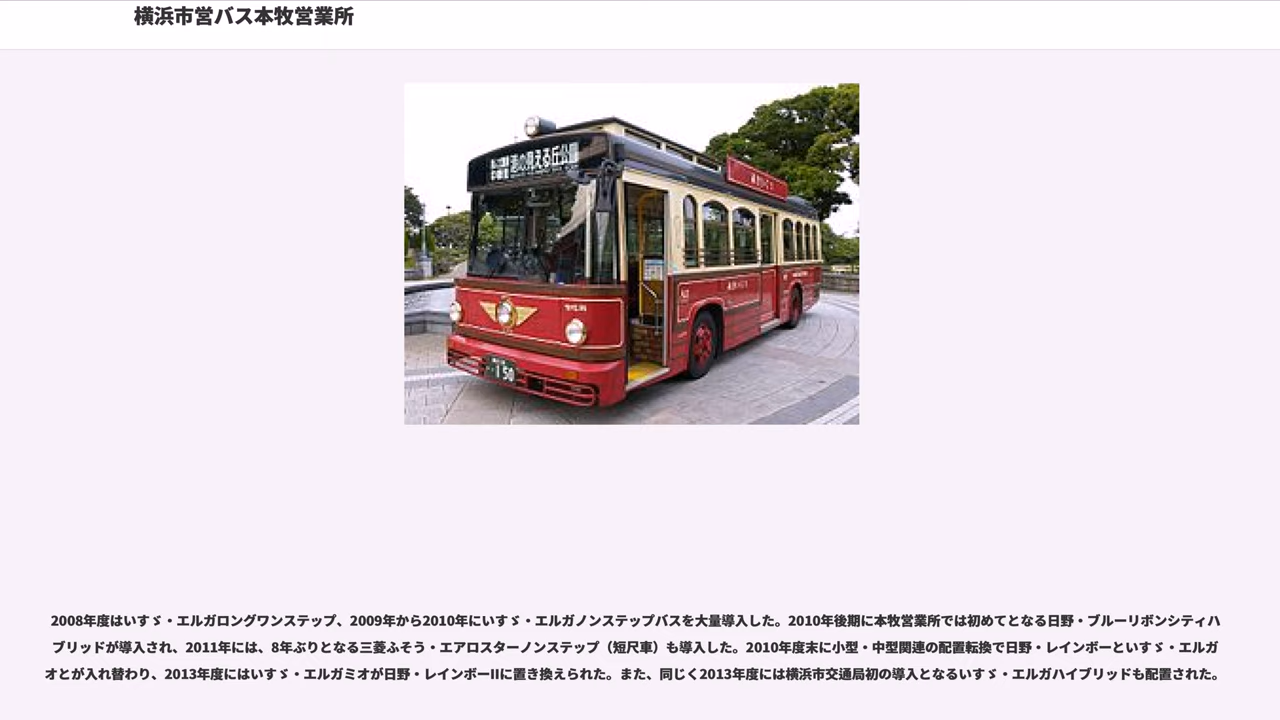 横浜市営バス本牧営業所
港の見える丘公園
150
2008年度はいすゞ・エルガロングワンステップ、2009年から2010年にいすゞ・エルガノンステップバスを大量導入した。2010年後期に本牧営業所では初めてとなる日野・ブルーリボンシティハ
ブリッドが導入され、2011年には、8年ぶりとなる三菱ふそう・エアロスターノンステップ（短尺車）も導入した。2010年度末に小型・中型関連の配置転換で日野・レインボーといすゞ・エルガ
オとが入れ替わり、2013年度にはいすゞ・エルガミオが日野・レインボーIIに置き換えられた。また、同じく2013年度には横浜市交通局初の導入となるいすゞ・エルガハイブリッドも配置された。